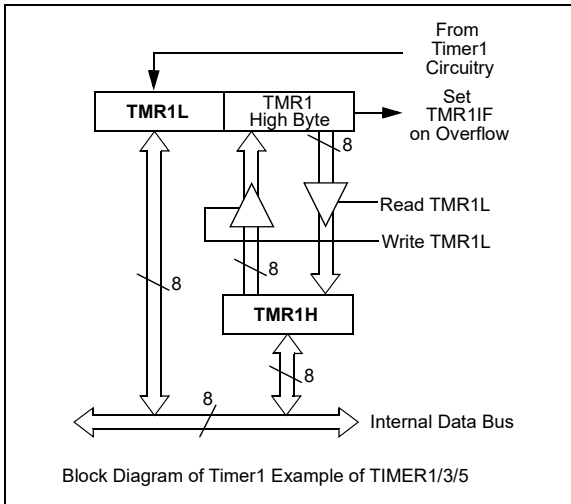 From
Timer1
Circuitry
TMR1L
TMR1
High Byte
Set
TMR1IF
on Overflow
8
Read TMR1L
Write TMR1L
8
8
TMR1H
8
8
Internal Data Bus
Block Diagram of Timer1 Example of TIMER1/3/5